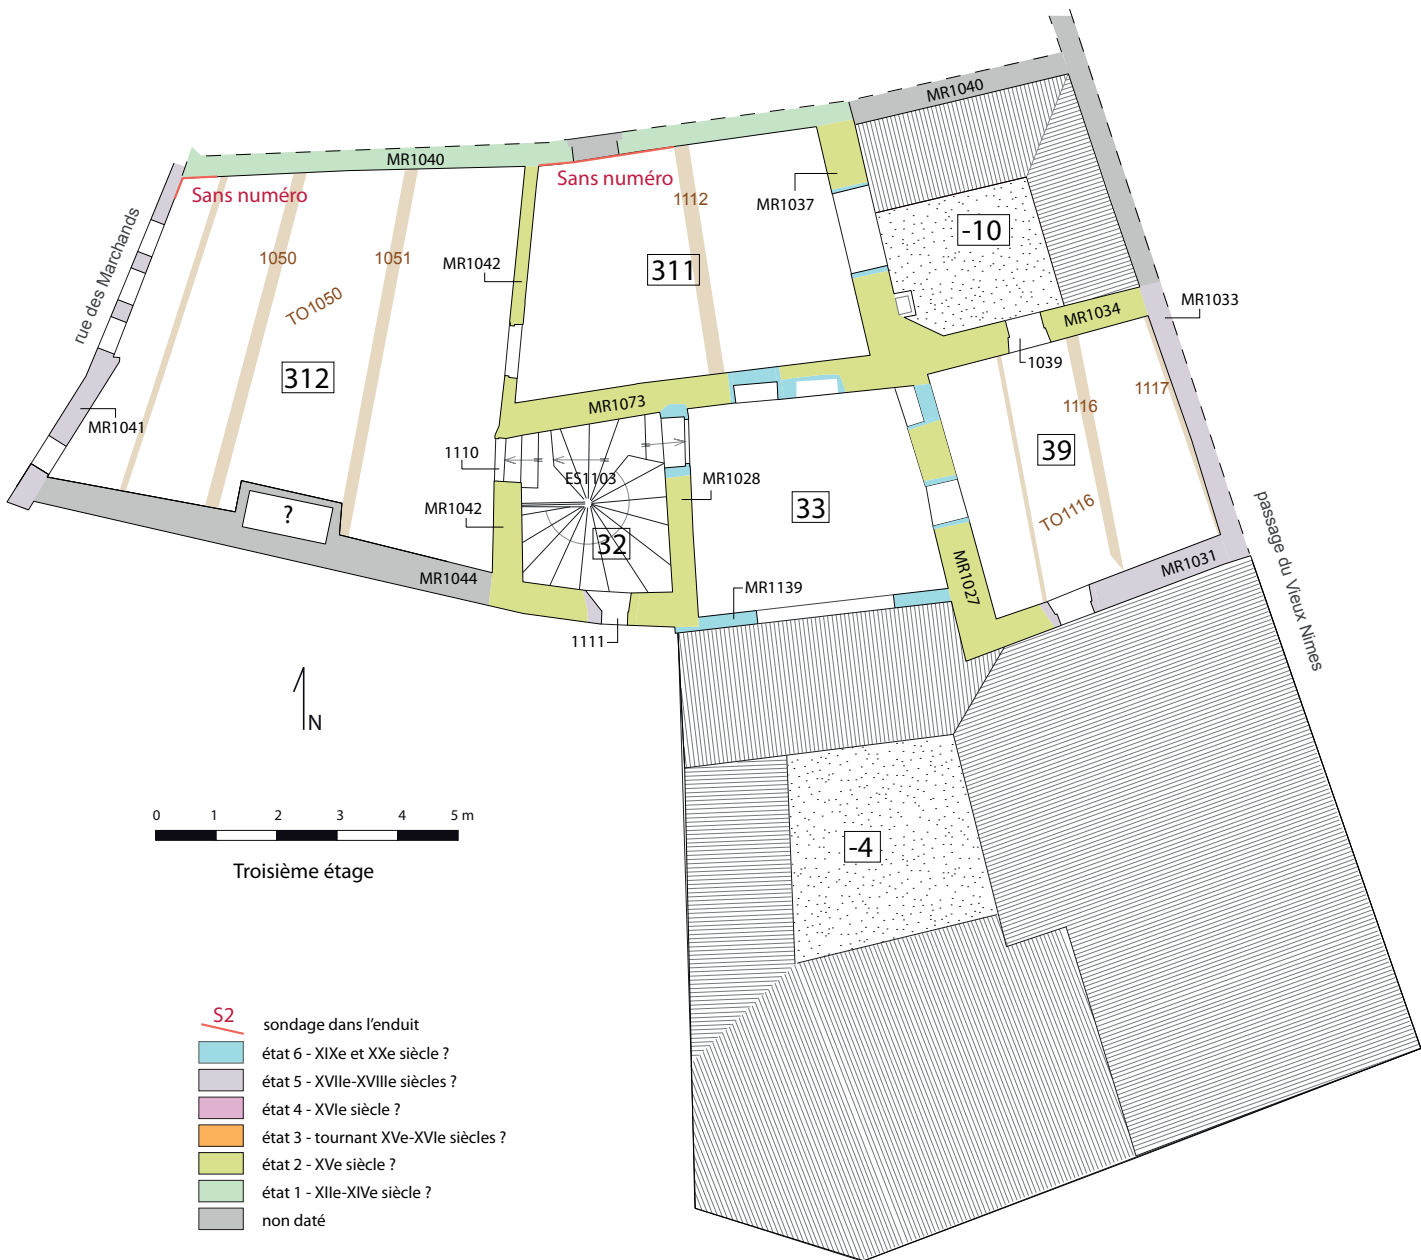 MR1040
MR1040
Sans numéro
Sans numéro
1112
MR1037
-10
rue des Marchands
1050
1051
TO1050
MR1042
311
MR1033
MR1034
1039
312
MR1041
MR1073
1116
1117
39
1110
ES1103
MR1028
33
TO1116
?
MR1042
32
MR1044
MR1139
MR1027
MR1031
1111
passage du Vieux Nimes
N
0 1 2 3 4 5 m
Troisième étage
-4
S2
sondage dans l'enduit
état 6 - XIXe et XXe siècle ?
état 5 - XVIIe-XVIIIe siècles ?
état 4 - XVIe siècle ?
état 3 - tournant XVe-XVIe siècles ?
état 2 - XVe siècle ?
état 1 - XIIe-XIVe siècle ?
non daté